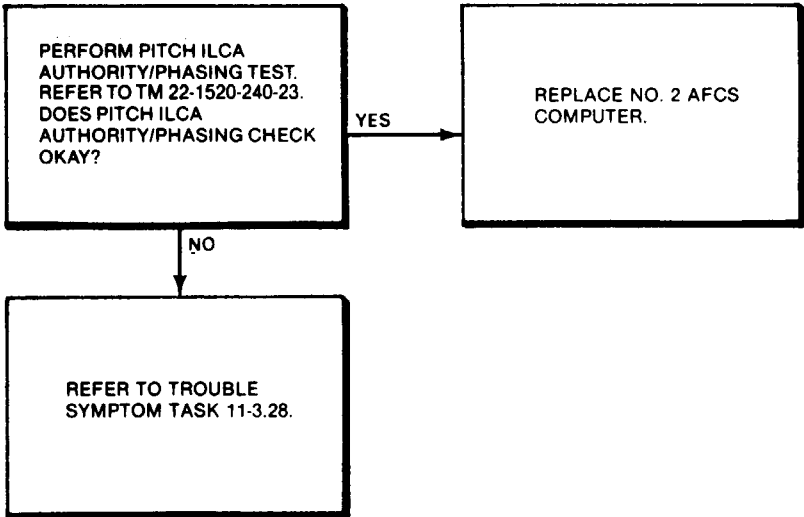 PERFORM PITCH ILCA
AUTHORITY/PHASING TEST.
REFER TO TM 22-1520-240-23.
DOES PITCH ILCA
AUTHORITY/PHASING CHECK
OKAY?
YES
REPLACE NO. 2 AFCS
COMPUTER.
NO
REFER TO TROUBLE
SYMPTOM TASK 11-3.28.